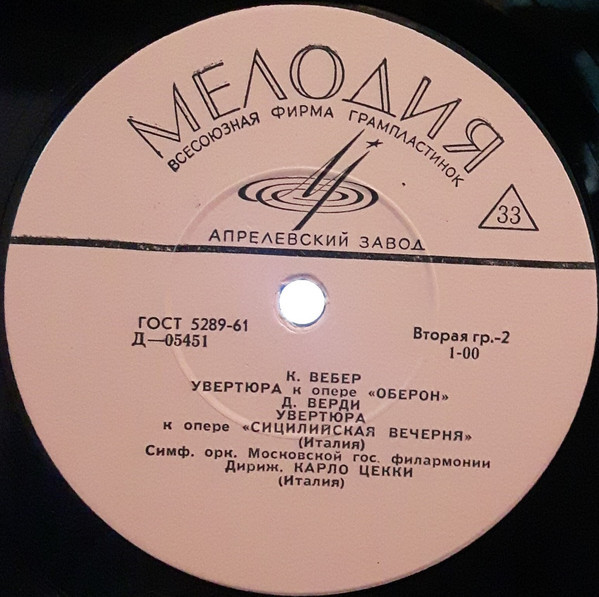 МЕЛОДИЯ
ВСЕСОЮЗНАЯ ФИРМА ГРАМПЛАСТИНОК
33
АПРЕЛЕВСКИЙ ЗАВОД
ГОСТ 5289-61
Д—05451
Вторая гр.-2
1-00
К. ВЕБЕР
УВЕРТЮРА к опере «ОБЕРОН»
Д. ВЕРДИ
УВЕРТЮРА
к опере «СИЦИЛИЙСКАЯ ВЕЧЕРНЯ»
(Италия)
Симф. орк. Московской гос. филармонии
Дириж. КАРЛО ЦЕККИ
(Италия)